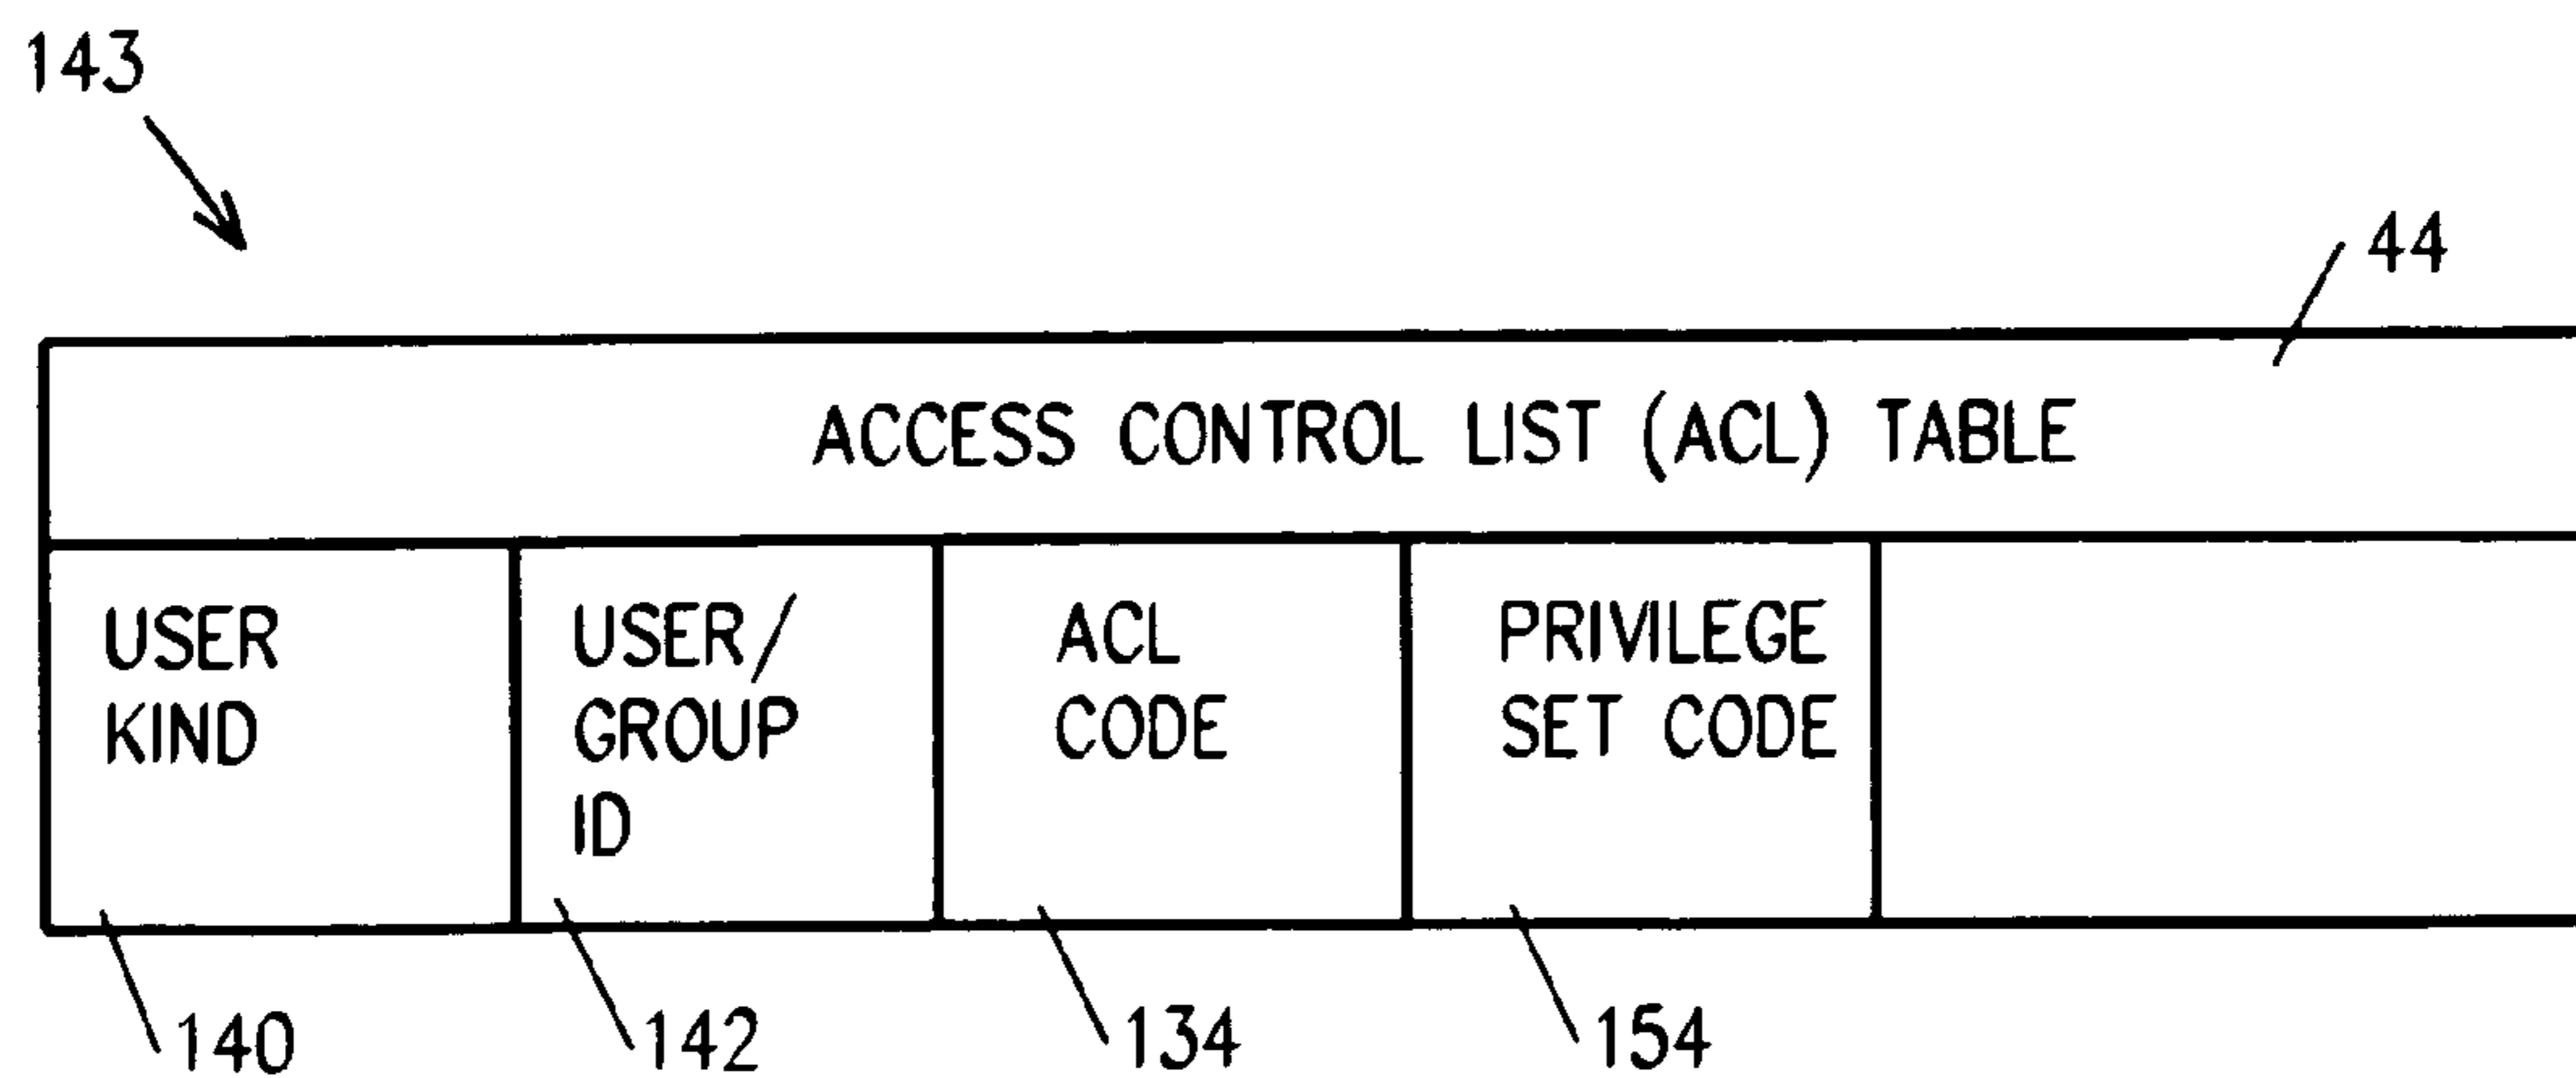 143
44
ACCESS CONTROL LIST (ACL) TABLE
USER
KIND
USER/
GROUP
ID
ACL
CODE
PRIVILEGE
SET CODE
140
142
134
154